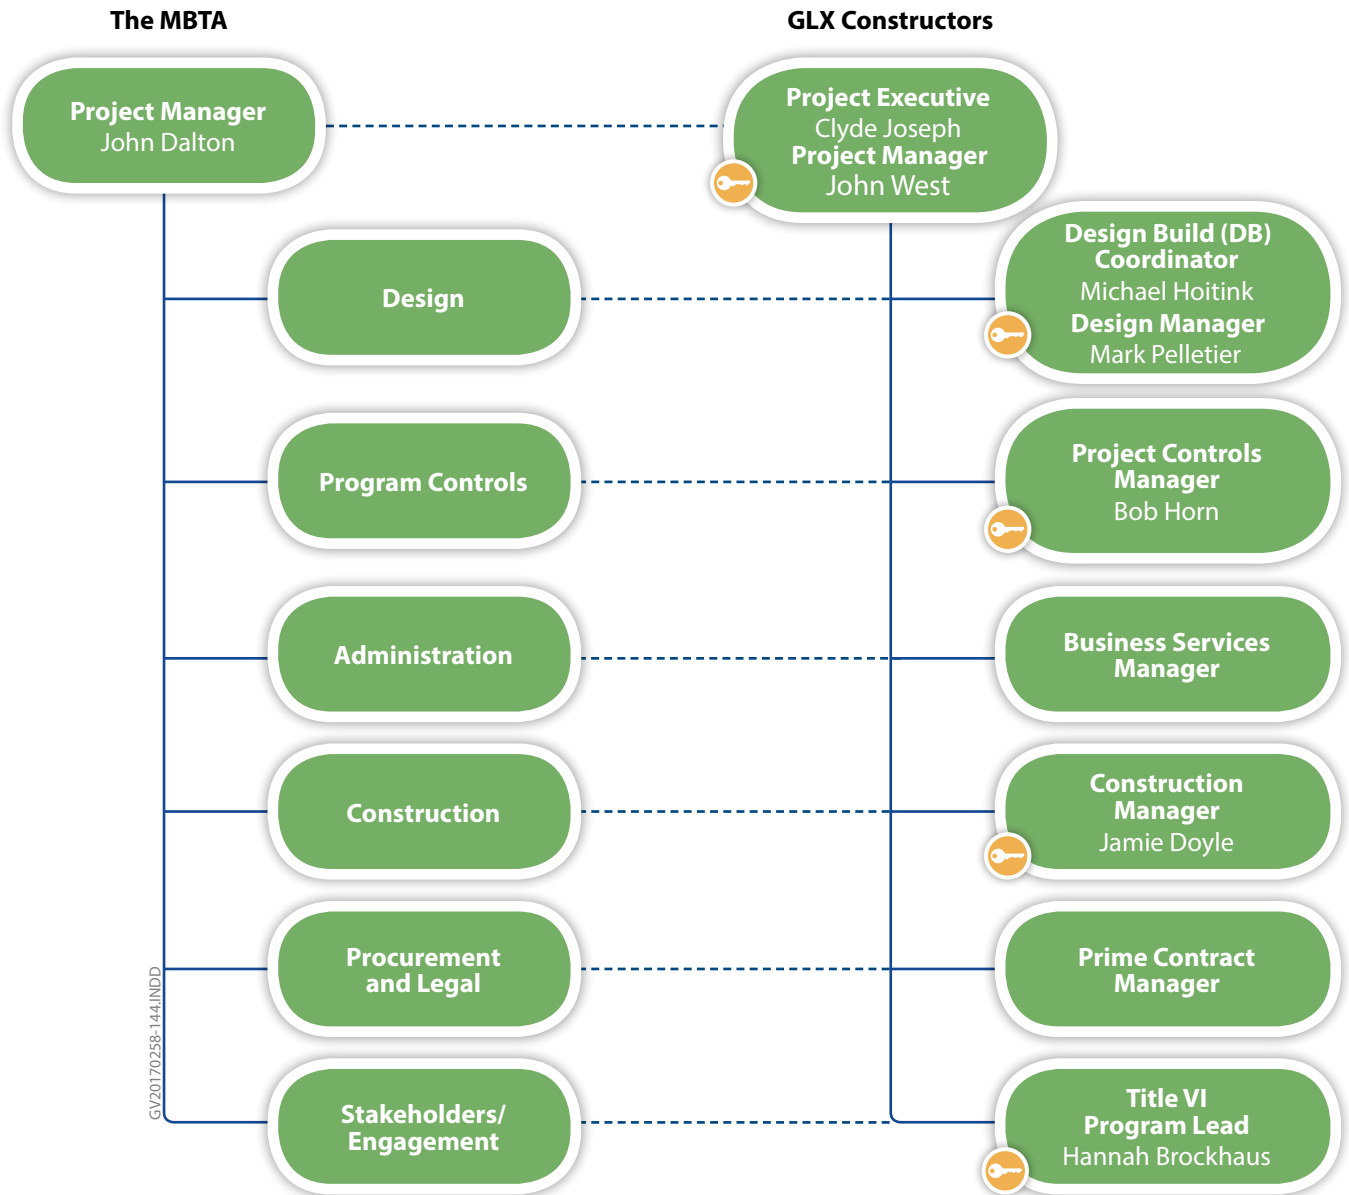 The MBTA
GLX Constructors
Project Manager
John Dalton
Project Executive
Clyde Joseph
Project Manager
John West
Design
Design Build (DB)
Coordinator
Michael Hoitink
Design Manager
Mark Pelletier
Program Controls
Project Controls
Manager
Bob Horn
Administration
Business Services
Manager
Construction
Construction
Manager
Jamie Doyle
Procurement
and Legal
Prime Contract
Manager
Stakeholders/
Engagement
Title VI
Program Lead
Hannah Brockhaus
GV20170258-144.INDD